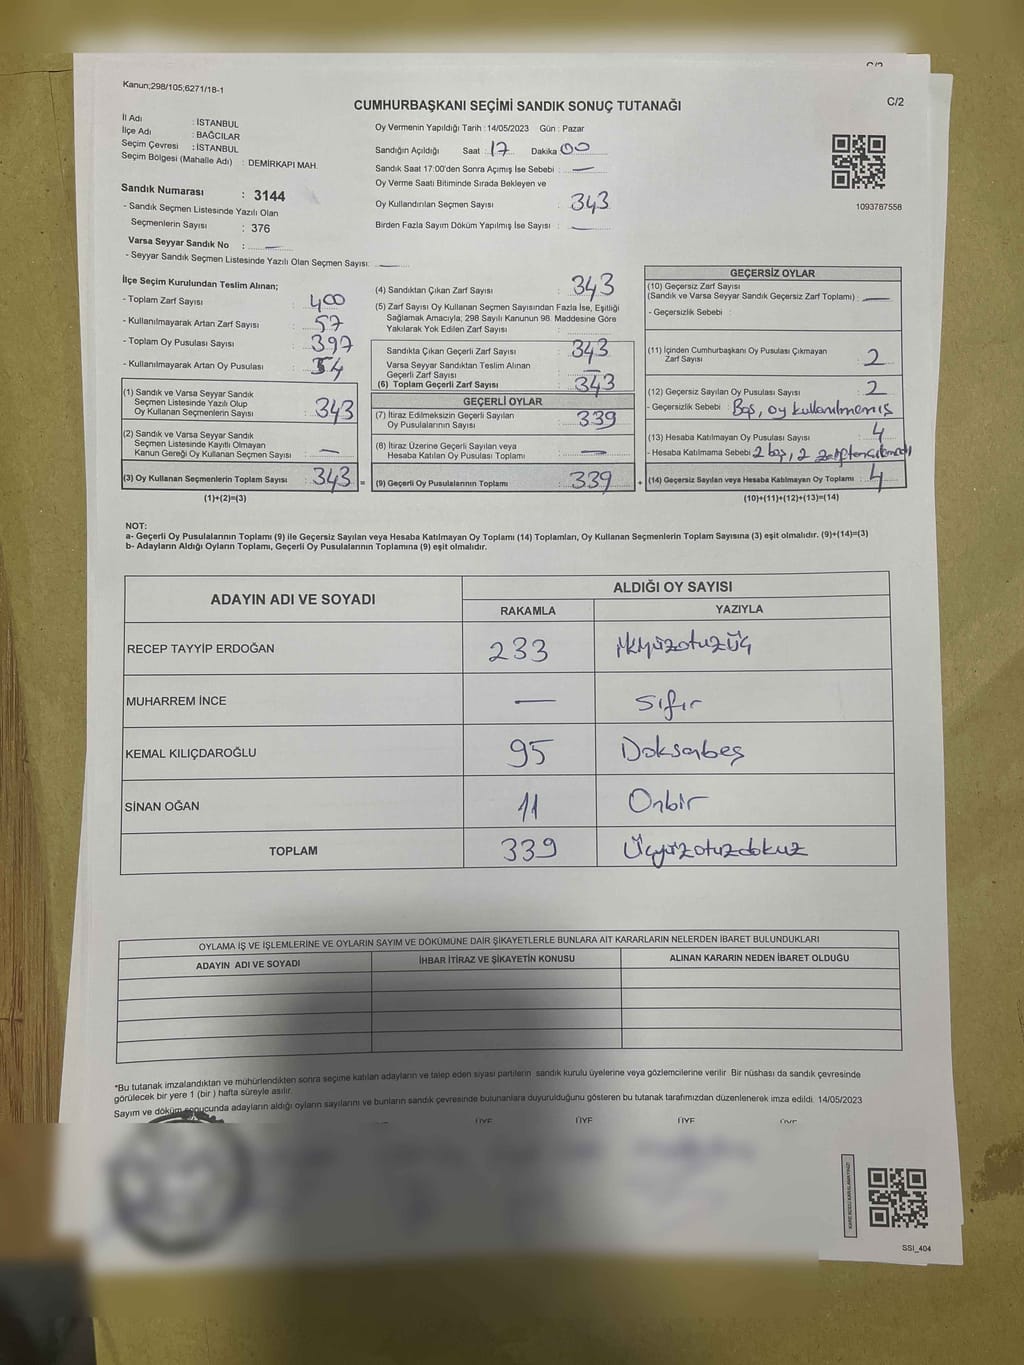 Kanun;298/105;6271/18-1
CUMHURBAŞKANI SEÇİMİ SANDIK SONUÇ TUTANAĞI
C/2
İl Adı : İSTANBUL
İlçe Adı : BAĞCILAR
Seçim Çevresi : İSTANBUL
Seçim Bölgesi (Mahalle Adı) : DEMİRKAPI MAH.
Sandık Numarası : 3144
- Sandık Seçmen Listesinde Yazılı Olan
Seçmenlerin Sayısı : 376
Varsa Seyyar Sandık No : —
- Seyyar Sandık Seçmen Listesinde Yazılı Olan Seçmen Sayısı: —
Oy Vermenin Yapıldığı Tarih : 14/05/2023 Gün : Pazar
Sandığın Açıldığı Saat : 17 Dakika 00
Sandık Saat 17:00'den Sonra Açımış İse Sebebi : —
Oy Verme Saati Bitiminde Sırada Bekleyen ve
Oy Kullandırılan Seçmen Sayısı : 343
Birden Fazla Sayım Döküm Yapılmış İse Sayısı : —
1093787558
İlçe Seçim Kurulundan Teslim Alınan;
- Toplam Zarf Sayısı : 400
- Kullanılmayarak Artan Zarf Sayısı : 57
- Toplam Oy Pusulası Sayısı : 397
- Kullanılmayarak Artan Oy Pusulası : 54
(1) Sandık ve Varsa Seyyar Sandık
Seçmen Listesinde Yazılı Olup
Oy Kullanan Seçmenlerin Sayısı : 343
(2) Sandık ve Varsa Seyyar Sandık
Seçmen Listesinde Kayıtlı Olmayan
Kanun Gereği Oy Kullanan Seçmen Sayısı : —
(3) Oy Kullanan Seçmenlerin Toplam Sayısı : 343 =
(1)+(2)=(3)
(4) Sandıktan Çıkan Zarf Sayısı : 343
(5) Zarf Sayısı Oy Kullanan Seçmen Sayısından Fazla İse, Eşitliği
Sağlamak Amacıyla; 298 Sayılı Kanunun 98. Maddesine Göre
Yakılarak Yok Edilen Zarf Sayısı :
Sandıkla Çıkan Geçerli Zarf Sayısı : 343
Varsa Seyyar Sandıktan Teslim Alınan
Geçerli Zarf Sayısı : —
(6) Toplam Geçerli Zarf Sayısı : 343
GEÇERLİ OYLAR
(7) İtiraz Edilmeksizin Geçerli Sayılan
Oy Pusulalarının Sayısı : 339
(8) İtiraz Üzerine Geçerli Sayılan veya
Hesaba Katılan Oy Pusulası Toplamı : —
(9) Geçerli Oy Pusulalarının Toplamı : 339 +
GEÇERSİZ OYLAR
(10) Geçersiz Zarf Sayısı
(Sandık ve Varsa Seyyar Sandık Geçersiz Zarf Toplamı) : —
- Geçersizlik Sebebi :
(11) İçinden Cumhurbaşkanı Oy Pusulası Çıkmayan
Zarf Sayısı : 2
(12) Geçersiz Sayılan Oy Pusulası Sayısı : 2
- Geçersizlik Sebebi Boş, oy kullanılmamış
(13) Hesaba Katılmayan Oy Pusulası Sayısı : 4
- Hesaba Katılmama Sebebi 2 boş, 2 zarftan çıkmadı
(14) Geçersiz Sayılan veya Hesaba Katılmayan Oy Toplamı : 4
(10)+(11)+(12)+(13)=(14)
NOT:
a- Geçerli Oy Pusulalarının Toplamı (9) ile Geçersiz Sayılan veya Hesaba Katılmayan Oy Toplamı (14) Toplamları, Oy Kullanan Seçmenlerin Toplam Sayısına (3) eşit olmalıdır. (9)+(14)=(3)
b- Adayların Aldığı Oyların Toplamı, Geçerli Oy Pusulalarının Toplamına (9) eşit olmalıdır.
ADAYIN ADI VE SOYADI ALDIĞI OY SAYISI
RAKAMLA YAZIYLA
RECEP TAYYİP ERDOĞAN 233 ikiyüzotuzüç
MUHARREM İNCE — Sıfır
KEMAL KILIÇDAROĞLU 95 Doksanbeş
SİNAN OĞAN 11 Onbir
TOPLAM 339 Üçyüzotuzdokuz
OYLAMA İŞ VE İŞLEMLERİNE VE OYLARIN SAYIM VE DÖKÜMÜNE DAİR ŞİKAYETLERLE BUNLARA AİT KARARLARIN NELERDEN İBARET BULUNDUKLARI
ADAYIN ADI VE SOYADI İHBAR İTİRAZ VE ŞİKAYETİN KONUSU ALINAN KARARIN NEDEN İBARET OLDUĞU
*Bu tutanak imzalandıktan ve mühürlendikten sonra seçime katılan adayların ve talep eden siyasi partilerin sandık kurulu üyelerine veya gözlemcilerine verilir. Bir nüshası da sandık çevresinde
görülecek bir yere 1 (bir) hafta süreyle asılır.
Sayım ve döküm sonucunda adayların aldığı oyların sayılarını ve bunların sandık çevresinde bulunanlara duyurulduğunu gösteren bu tutanak tarafımızdan düzenlenerek imza edildi. 14/05/2023
ÜYE ÜYE ÜYE ÜYE
SSI_404